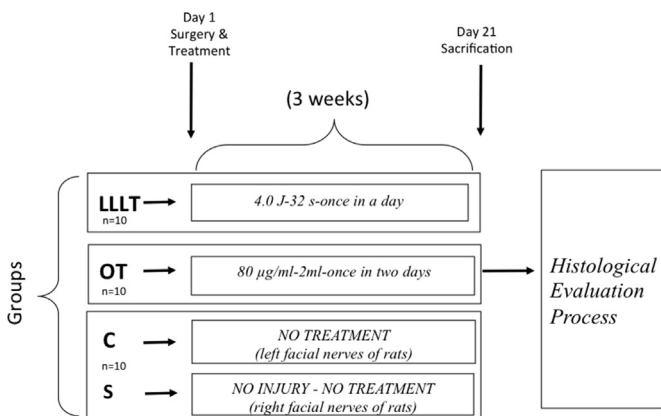 Day 1
Surgery &
Treatment
Day 21
Sacrification
(3 weeks)
Groups
LLLT
n=10
4.0 J-32 s-once in a day
OT
n=10
80 µg/ml-2ml-once in two days
C
n=10
NO TREATMENT
(left facial nerves of rats)
S
NO INJURY - NO TREATMENT
(right facial nerves of rats)
Histological
Evaluation
Process